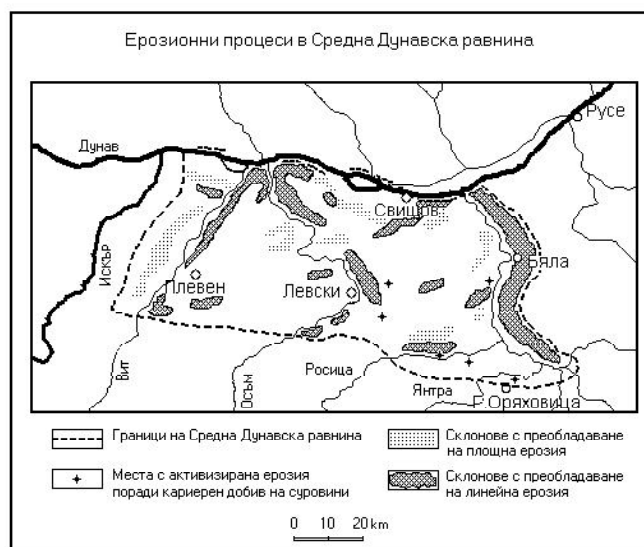 Ерозионни процеси в Средна Дунавска равнина
Дунав
Русе
Свищов
Искър
Плевен
Левски
Бяла
Вит
Осъм
Росица
Янтра
Г.Оряховица
Граници на Средна Дунавска равнина
Места с активизирана ерозия
поради кариерен добив на суровини
Склонове с преобладаване
на площна ерозия
Склонове с преобладаване
на линейна ерозия
0 10 20 km